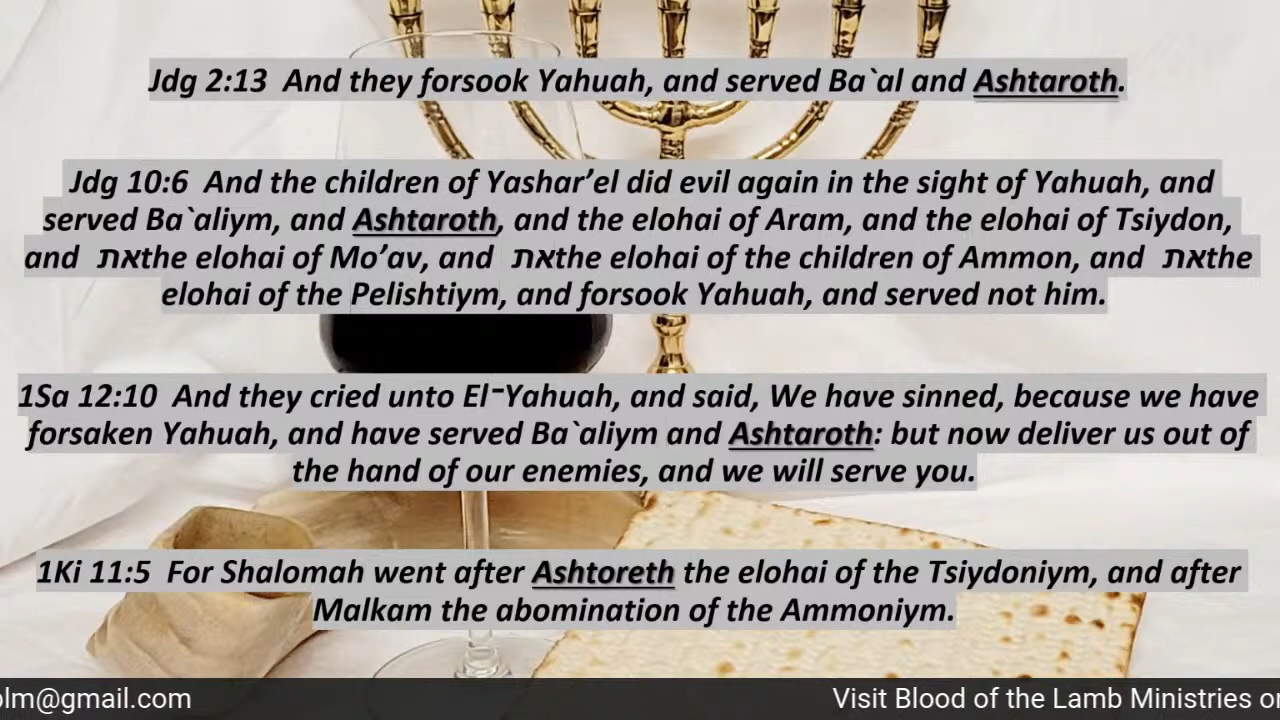 Jdg 2:13  And they forsook Yahuah, and served Ba`al and Ashtaroth.
Jdg 10:6  And the children of Yashar’el did evil again in the sight of Yahuah, and
served Ba`aliym, and Ashtaroth, and the elohai of Aram, and the elohai of Tsiydon,
and את the elohai of Mo’av, and את the elohai of the children of Ammon, and את the
elohai of the Pelishtiym, and forsook Yahuah, and served not him.
1Sa 12:10  And they cried unto El־Yahuah, and said, We have sinned, because we have
forsaken Yahuah, and have served Ba`aliym and Ashtaroth: but now deliver us out of
the hand of our enemies, and we will serve you.
1Ki 11:5  For Shalomah went after Ashtoreth the elohai of the Tsiydoniym, and after
Malkam the abomination of the Ammoniym.
olm@gmail.com Visit Blood of the Lamb Ministries